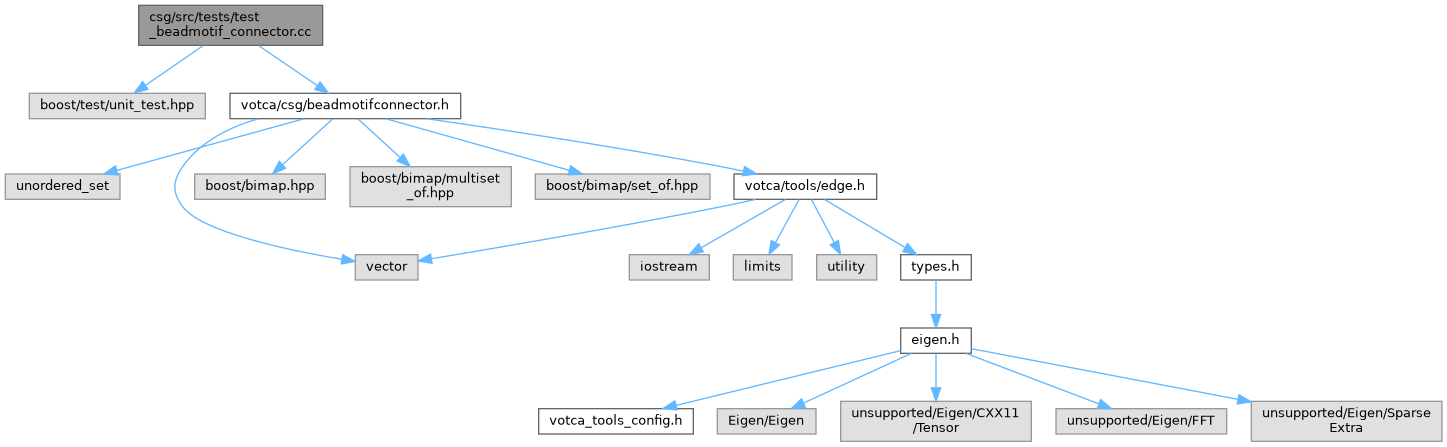 csg/src/tests/test
_beadmotif_connector.cc
boost/test/unit_test.hpp
votca/csg/beadmotifconnector.h
unordered_set
boost/bimap.hpp
boost/bimap/multiset
_of.hpp
boost/bimap/set_of.hpp
votca/tools/edge.h
vector
iostream
limits
utility
types.h
eigen.h
votca_tools_config.h
Eigen/Eigen
unsupported/Eigen/CXX11
/Tensor
unsupported/Eigen/FFT
unsupported/Eigen/Sparse
Extra